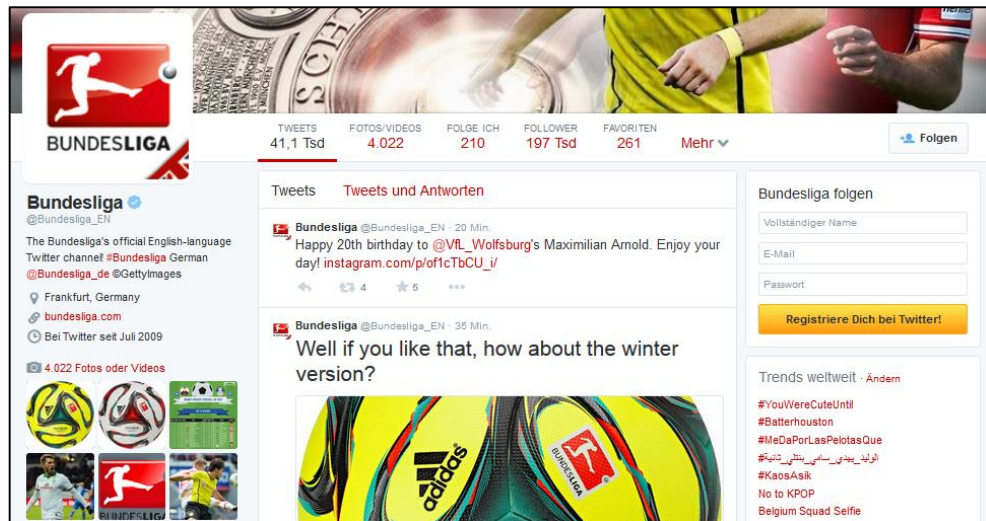 BUNDESLIGA
TWEETS
41,1 Tsd
FOTOS/VIDEOS
4.022
FOLGE ICH
210
FOLLOWER
197 Tsd
FAVORITEN
261
Mehr
Folgen
Bundesliga
@Bundesliga_EN
The Bundesliga's official English-language
Twitter channel! #Bundesliga German
@Bundesliga_de ©GettyImages
Frankfurt, Germany
bundesliga.com
Bei Twitter seit Juli 2009
4.022 Fotos oder Videos
BUNDESLIGA
Tweets
Tweets und Antworten
Bundesliga @Bundesliga_EN · 20 Min.
Happy 20th birthday to @VfL_Wolfsburg's Maximilian Arnold. Enjoy your
day! instagram.com/p/of1cTbCU_i/
4
5
Bundesliga @Bundesliga_EN · 35 Min.
Well if you like that, how about the winter
version?
adidas
BUNDESLIGA
Bundesliga folgen
Vollständiger Name
E-Mail
Passwort
Registriere Dich bei Twitter!
Trends weltweit · Ändern
#YouWereCuteUntil
#Batterhouston
#MeDaPorLasPelotasQue
#الوليد_يهدي_سامي_بنتلي_ثانية
#KaosAsik
No to KPOP
Belgium Squad Selfie